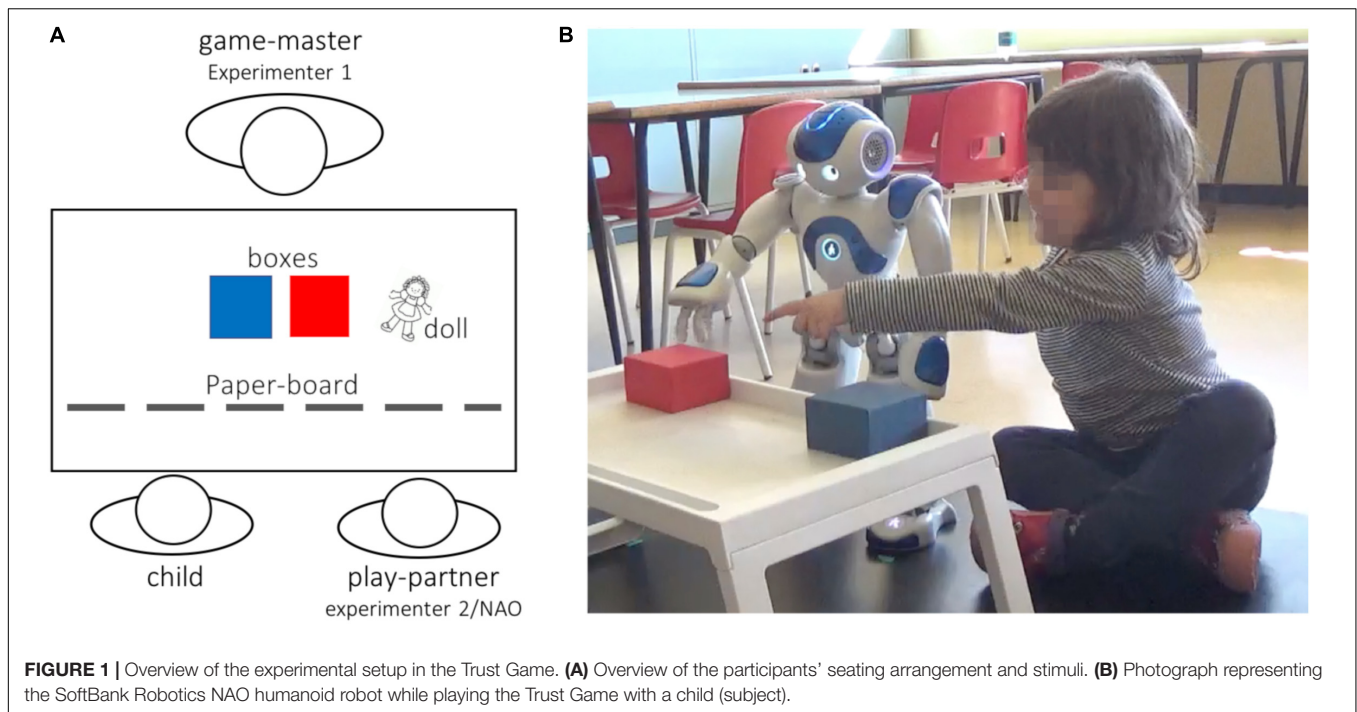 A
game-master
Experimenter 1
boxes
doll
Paper-board
child
play-partner
experimenter 2/NAO
B
FIGURE 1 | Overview of the experimental setup in the Trust Game. (A) Overview of the participants’ seating arrangement and stimuli. (B) Photograph representing
the SoftBank Robotics NAO humanoid robot while playing the Trust Game with a child (subject).